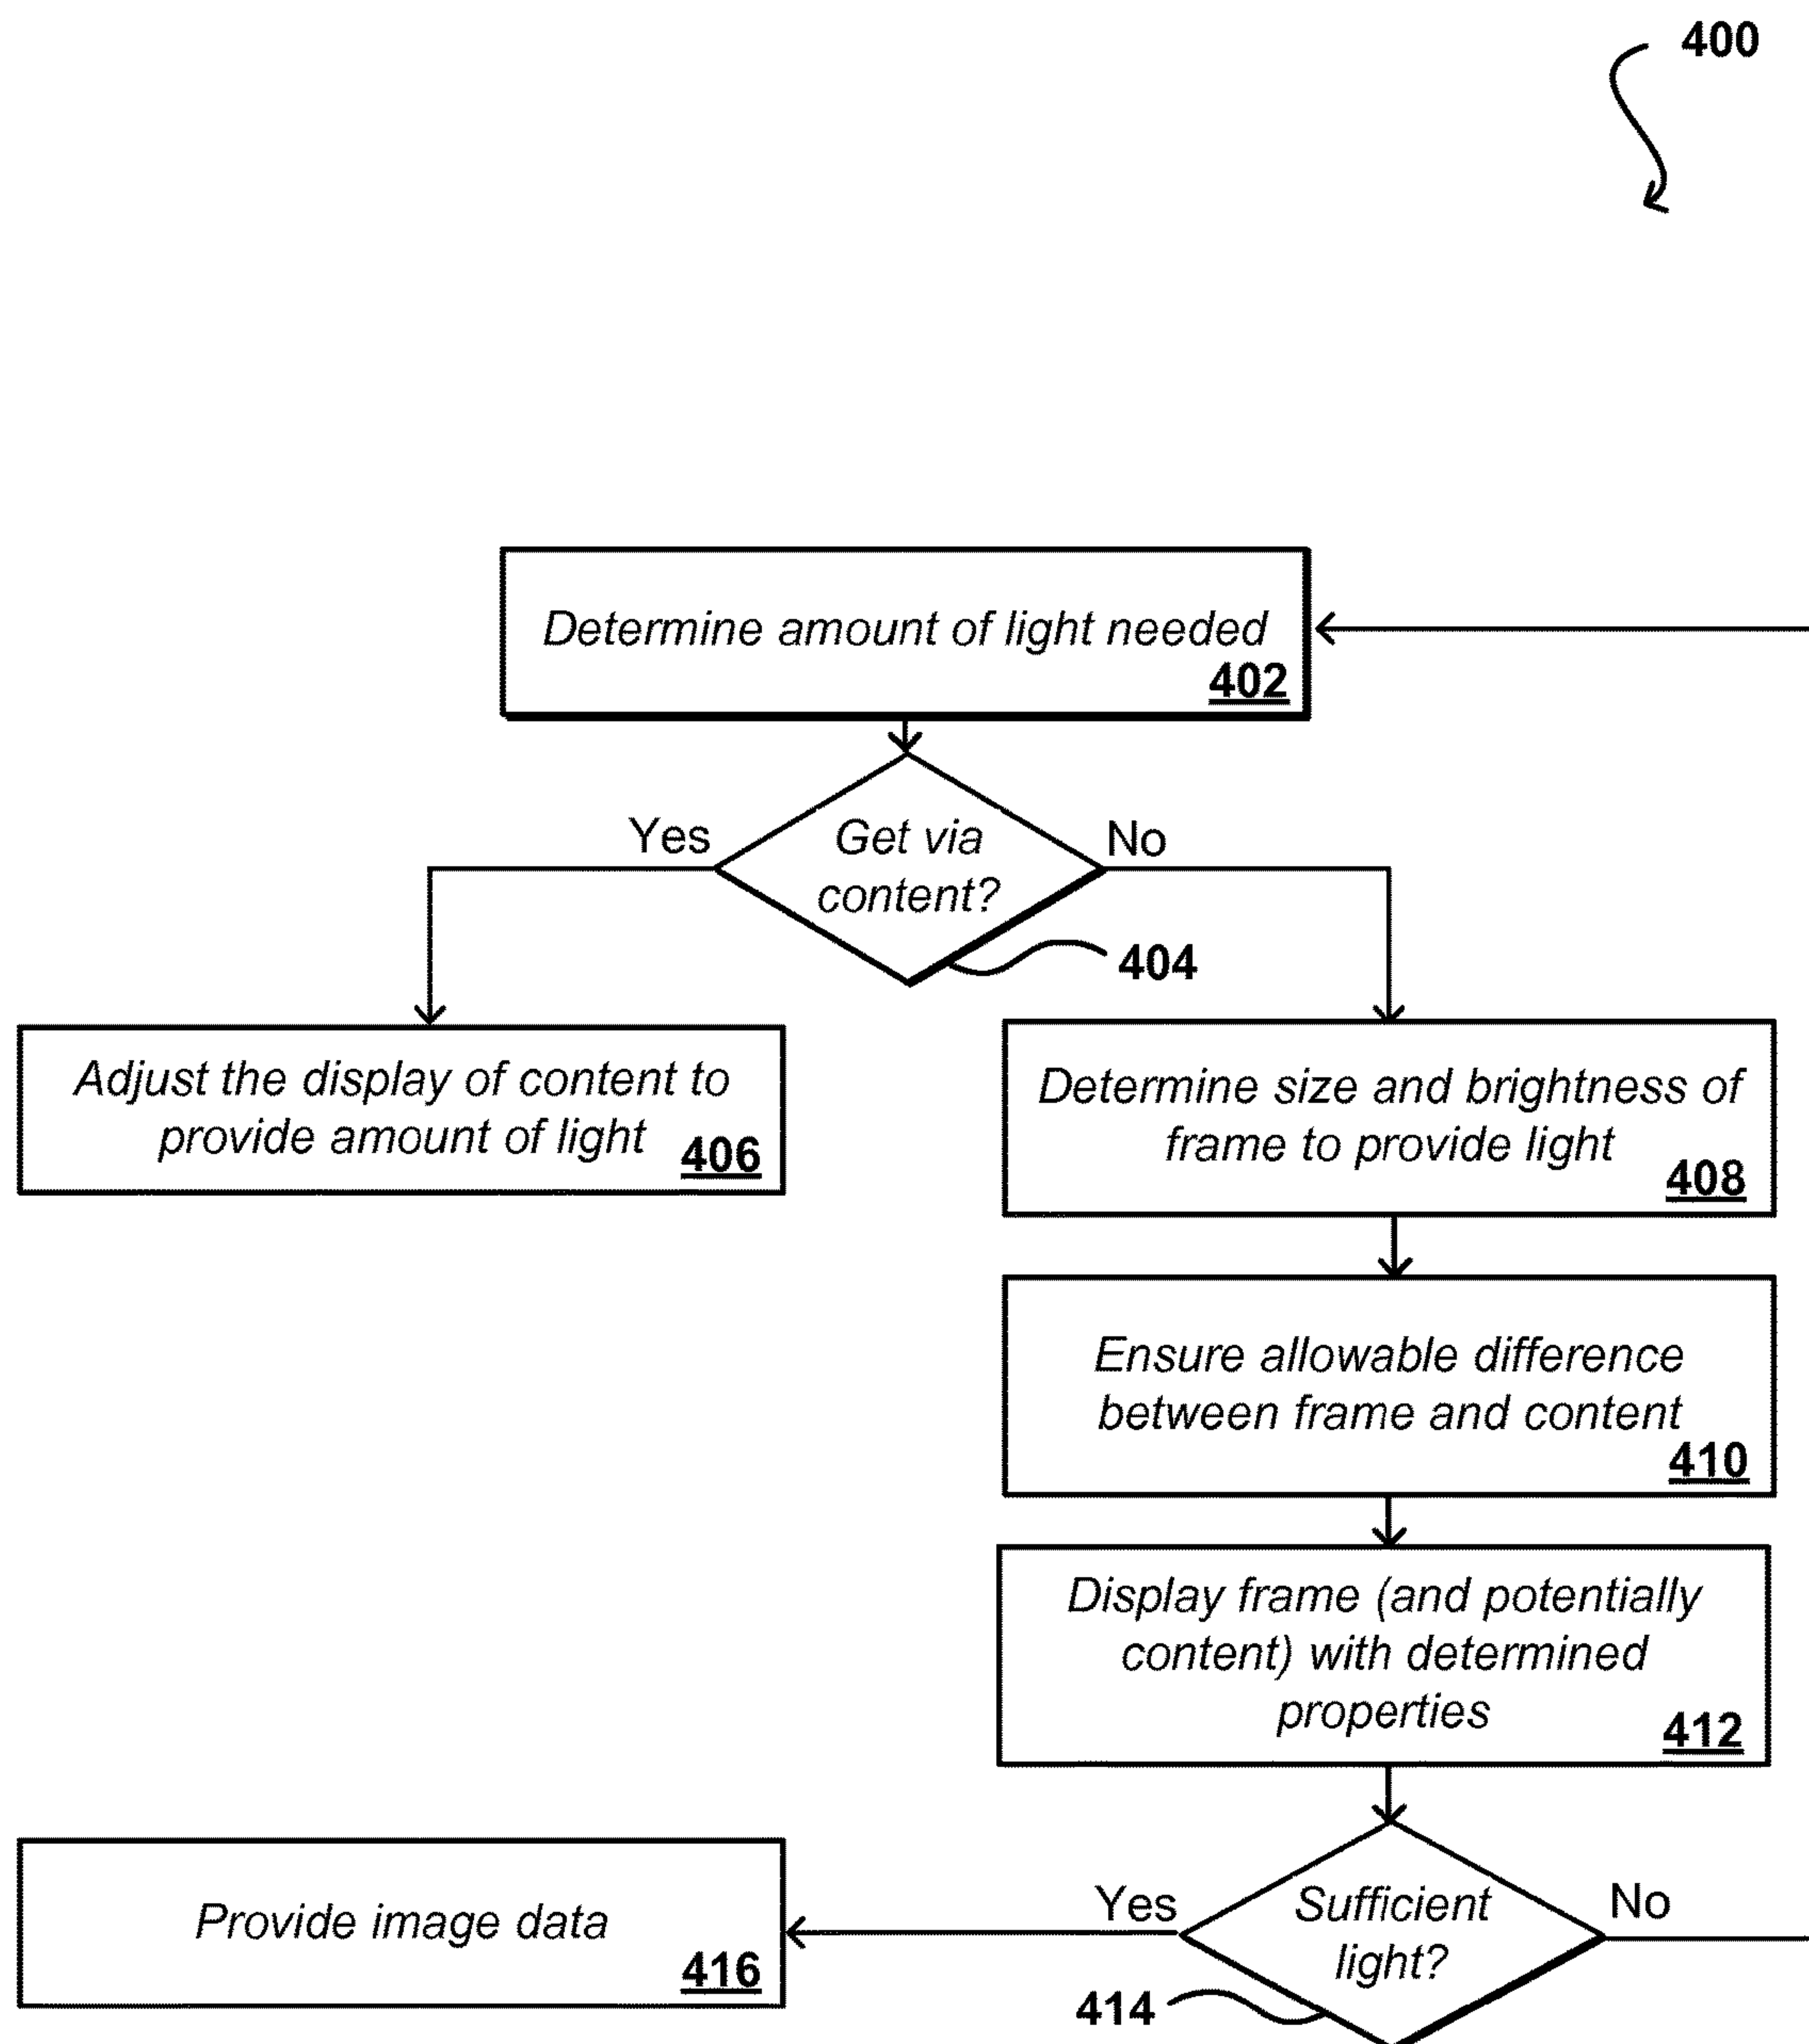 400
Determine amount of light needed
402
Yes
Get via
content?
No
404
Adjust the display of content to
provide amount of light
406
Determine size and brightness of
frame to provide light
408
Ensure allowable difference
between frame and content
410
Display frame (and potentially
content) with determined
properties
412
Sufficient
light?
Yes
No
414
Provide image data
416